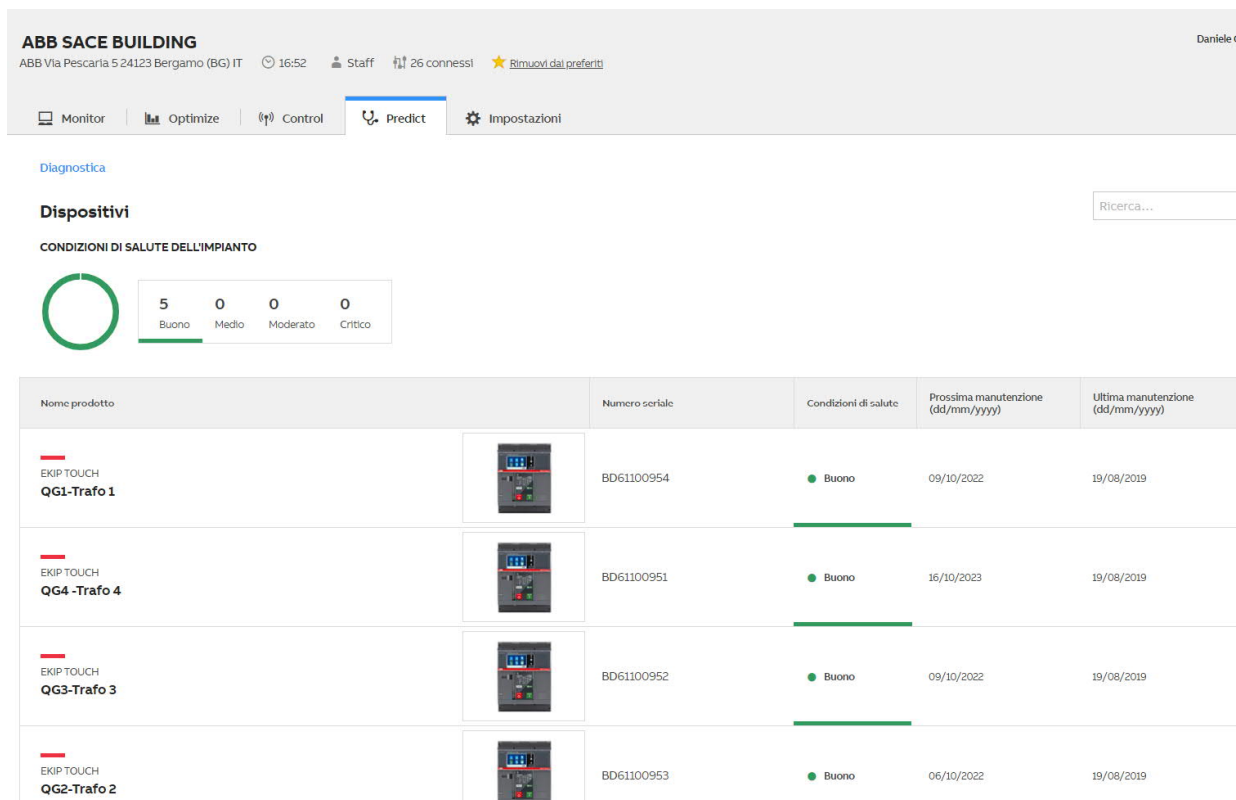 ABB SACE BUILDING
Daniele
ABB Via Pescaria 5 24123 Bergamo (BG) IT 16:52 Staff 26 connessi Rimuovi dai preferiti
Monitor Optimize Control Predict Impostazioni
Diagnostica
Dispositivi
Ricerca...
CONDIZIONI DI SALUTE DELL'IMPIANTO
5 0 0 0
Buono Medio Moderato Critico
Nome prodotto Numero seriale Condizioni di salute Prossima manutenzione (dd/mm/yyyy) Ultima manutenzione (dd/mm/yyyy)
EKIP TOUCH
QG1-Trafo 1 BD61100954 Buono 09/10/2022 19/08/2019
EKIP TOUCH
QG4 -Trafo 4 BD61100951 Buono 16/10/2023 19/08/2019
EKIP TOUCH
QG3-Trafo 3 BD61100952 Buono 09/10/2022 19/08/2019
EKIP TOUCH
QG2-Trafo 2 BD61100953 Buono 06/10/2022 19/08/2019